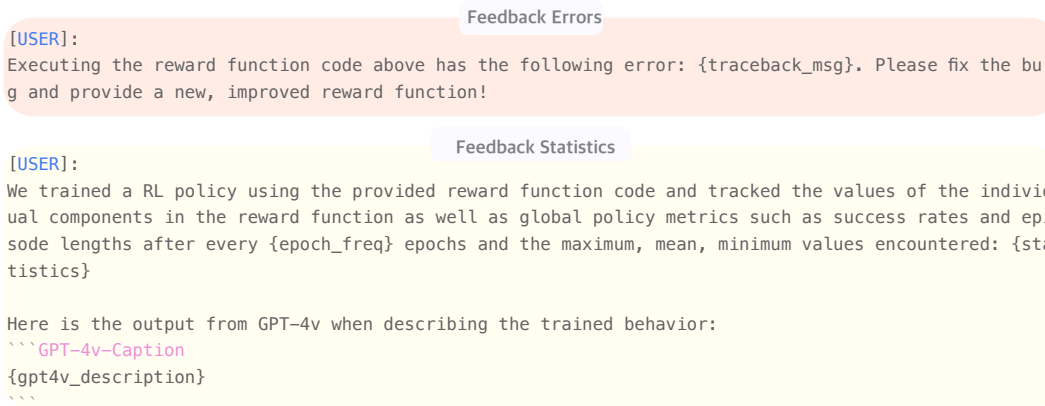 Feedback Errors
[USER]:
Executing the reward function code above has the following error: {traceback_msg}. Please fix the bu
g and provide a new, improved reward function!
Feedback Statistics
[USER]:
We trained a RL policy using the provided reward function code and tracked the values of the individ
ual components in the reward function as well as global policy metrics such as success rates and epi
sode lengths after every {epoch_freq} epochs and the maximum, mean, minimum values encountered: {sta
tistics}
Here is the output from GPT-4v when describing the trained behavior:
```GPT-4v-Caption
{gpt4v_description}
```